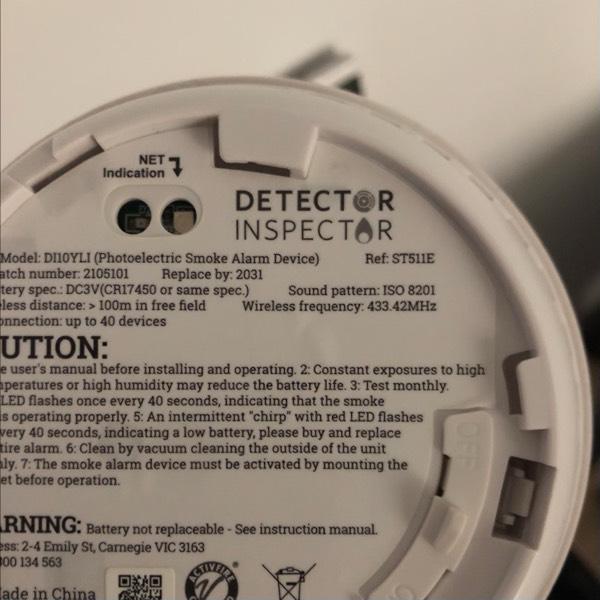 NET
Indication
DETECTOR
INSPECTOR
Model: DI10YLI (Photoelectric Smoke Alarm Device) Ref: ST511E
atch number: 2105101 Replace by: 2031
tery spec.: DC3V(CR17450 or same spec.) Sound pattern: ISO 8201
eless distance: > 100m in free field Wireless frequency: 433.42MHz
onnection: up to 40 devices
UTION:
e user's manual before installing and operating. 2: Constant exposures to high
mperatures or high humidity may reduce the battery life. 3: Test monthly.
LED flashes once every 40 seconds, indicating that the smoke
is operating properly. 5: An intermittent "chirp" with red LED flashes
very 40 seconds, indicating a low battery, please buy and replace
tire alarm. 6: Clean by vacuum cleaning the outside of the unit
ly. 7: The smoke alarm device must be activated by mounting the
et before operation.
OFF
ARNING: Battery not replaceable - See instruction manual.
ess: 2-4 Emily St, Carnegie VIC 3163
300 134 563
ade in China
ACTIVFIRE